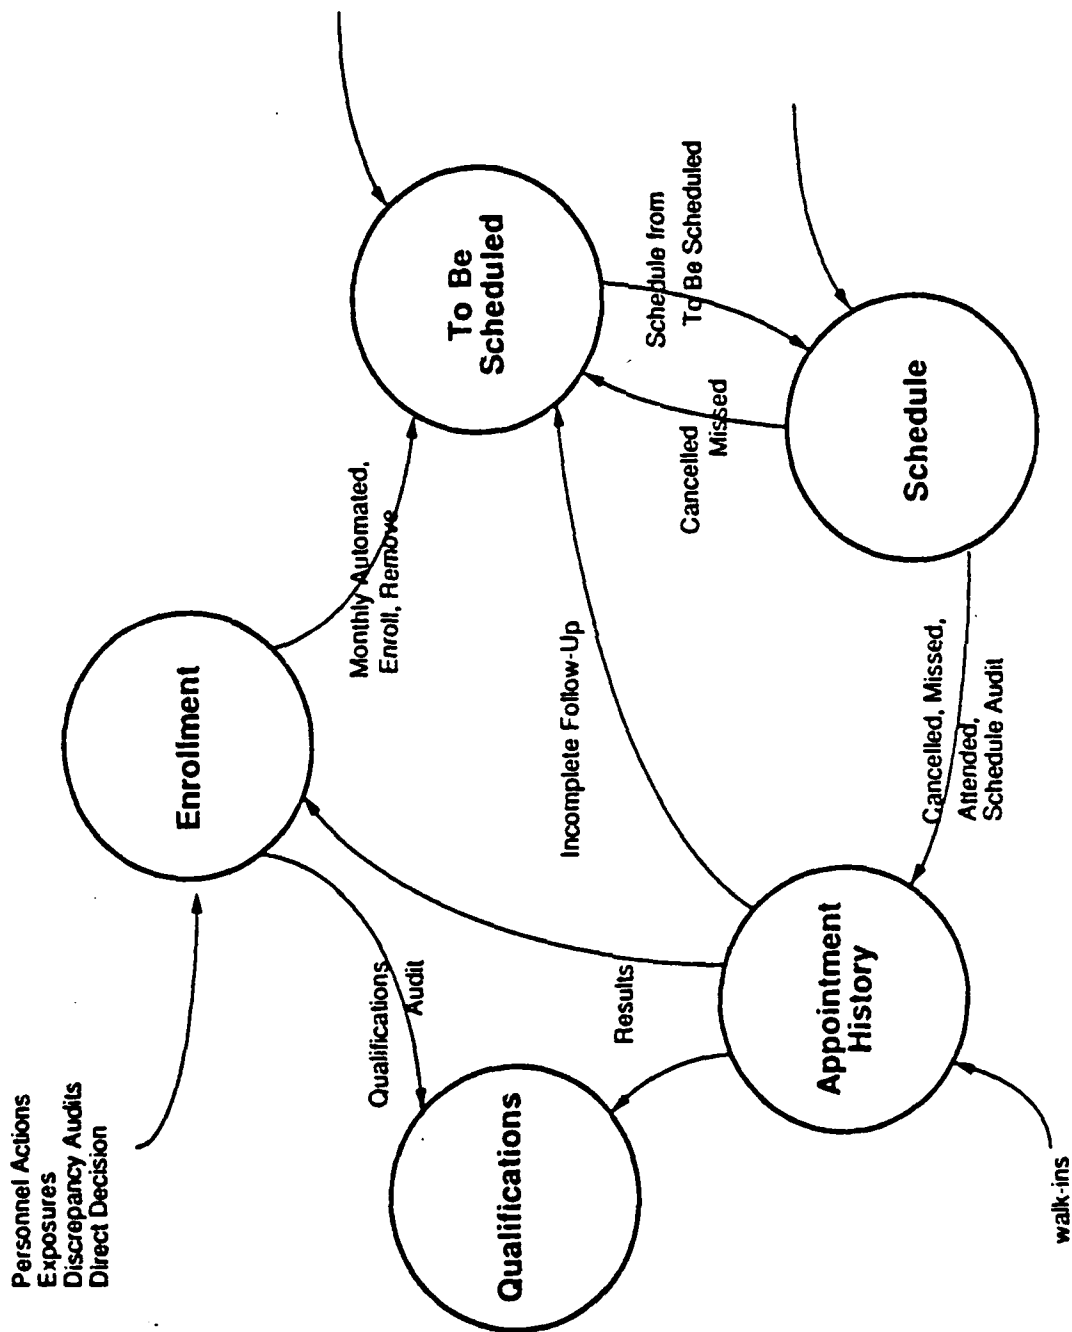 Personnel Actions
Exposures
Discrepancy Audits
Direct Decision
Enrollment
Qualifications
Audit
Monthly Automated,
Enroll, Remove
To Be
Scheduled
Qualifications
Results
Incomplete Follow-Up
Cancelled
Missed
Schedule from
To Be Scheduled
Appointment
History
Cancelled, Missed,
Attended,
Schedule Audit
Schedule
walk-ins